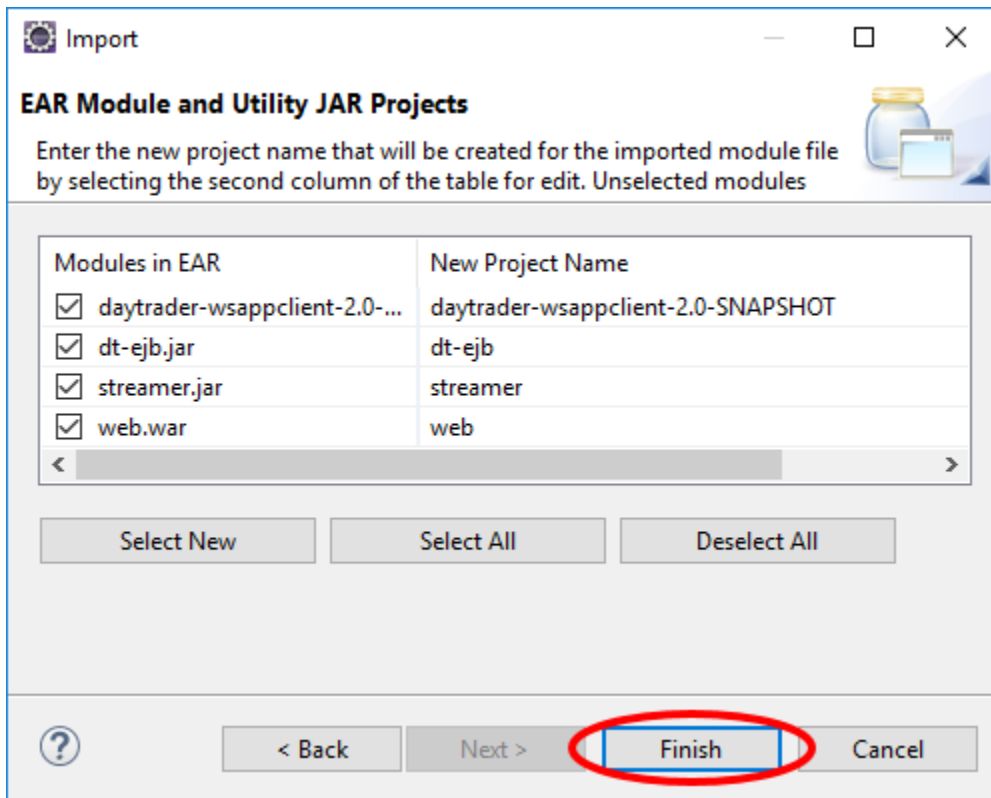 Import
EAR Module and Utility JAR Projects
Enter the new project name that will be created for the imported module file
by selecting the second column of the table for edit. Unselected modules
Modules in EAR New Project Name
daytrader-wsappclient-2.0-... daytrader-wsappclient-2.0-SNAPSHOT
dt-ejb.jar dt-ejb
streamer.jar streamer
web.war web
Select New Select All Deselect All
? < Back Next > Finish Cancel